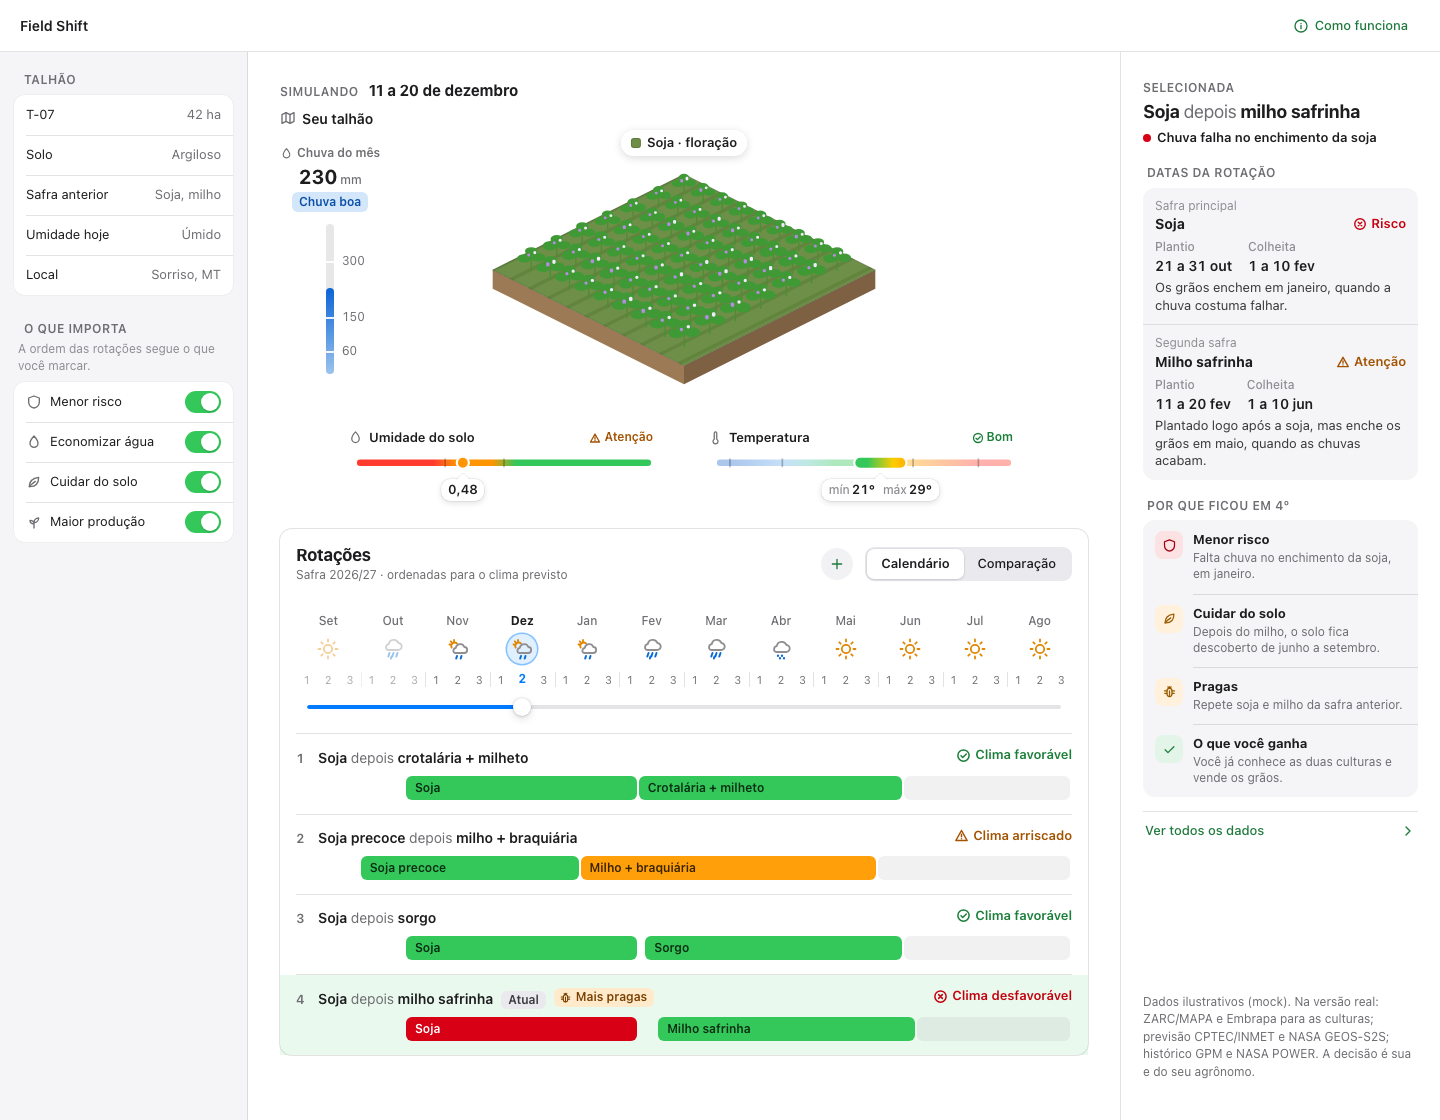 Field Shift
Como funciona
TALHÃO
T-07 42 ha
Solo Argiloso
Safra anterior Soja, milho
Umidade hoje Úmido
Local Sorriso, MT
O QUE IMPORTA
A ordem das rotações segue o que
você marcar.
Menor risco
Economizar água
Cuidar do solo
Maior produção
SIMULANDO 11 a 20 de dezembro
Seu talhão
Chuva do mês
230 mm
Chuva boa
300
150
60
Soja · floração
Umidade do solo Atenção
0,48
Temperatura Bom
mín 21° máx 29°
Rotações
Safra 2026/27 · ordenadas para o clima previsto
+
Calendário Comparação
Set Out Nov Dez Jan Fev Mar Abr Mai Jun Jul Ago
1 2 3 1 2 3 1 2 3 1 2 3 1 2 3 1 2 3 1 2 3 1 2 3 1 2 3 1 2 3 1 2 3 1 2 3
1 Soja depois crotalária + milheto Clima favorável
Soja Crotalária + milheto
2 Soja precoce depois milho + braquiária Clima arriscado
Soja precoce Milho + braquiária
3 Soja depois sorgo Clima favorável
Soja Sorgo
4 Soja depois milho safrinha Atual Mais pragas Clima desfavorável
Soja Milho safrinha
SELECIONADA
Soja depois milho safrinha
Chuva falha no enchimento da soja
DATAS DA ROTAÇÃO
Safra principal
Soja Risco
Plantio Colheita
21 a 31 out 1 a 10 fev
Os grãos enchem em janeiro, quando a
chuva costuma falhar.
Segunda safra
Milho safrinha Atenção
Plantio Colheita
11 a 20 fev 1 a 10 jun
Plantado logo após a soja, mas enche os
grãos em maio, quando as chuvas
acabam.
POR QUE FICOU EM 4º
Menor risco
Falta chuva no enchimento da soja,
em janeiro.
Cuidar do solo
Depois do milho, o solo fica
descoberto de junho a setembro.
Pragas
Repete soja e milho da safra anterior.
O que você ganha
Você já conhece as duas culturas e
vende os grãos.
Ver todos os dados
Dados ilustrativos (mock). Na versão real:
ZARC/MAPA e Embrapa para as culturas;
previsão CPTEC/INMET e NASA GEOS-S2S;
histórico GPM e NASA POWER. A decisão é sua
e do seu agrônomo.